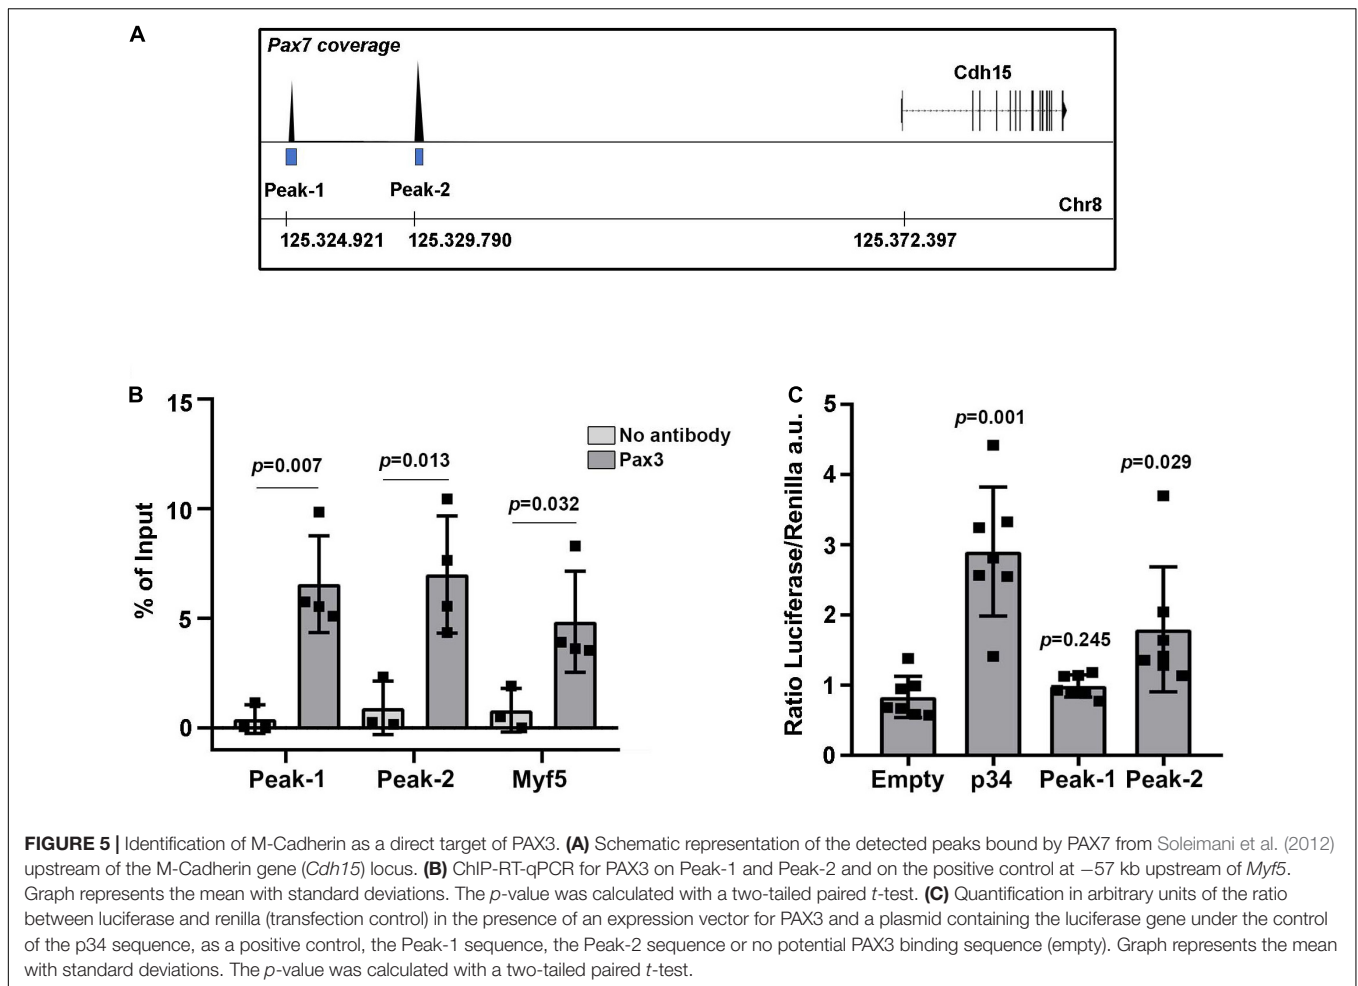 A
Pax7 coverage
Cdh15
Peak-1
Peak-2
Chr8
125.324.921
125.329.790
125.372.397
B
% of Input
15
10
5
0
p=0.007
p=0.013
p=0.032
No antibody
Pax3
Peak-1
Peak-2
Myf5
C
Ratio Luciferase/Renilla a.u.
5
4
3
2
1
0
p=0.001
p=0.245
p=0.029
Empty
p34
Peak-1
Peak-2
FIGURE 5 | Identification of M-Cadherin as a direct target of PAX3. (A) Schematic representation of the detected peaks bound by PAX7 from Soleimani et al. (2012)
upstream of the M-Cadherin gene (Cdh15) locus. (B) ChIP-RT-qPCR for PAX3 on Peak-1 and Peak-2 and on the positive control at −57 kb upstream of Myf5.
Graph represents the mean with standard deviations. The p-value was calculated with a two-tailed paired t-test. (C) Quantification in arbitrary units of the ratio
between luciferase and renilla (transfection control) in the presence of an expression vector for PAX3 and a plasmid containing the luciferase gene under the control
of the p34 sequence, as a positive control, the Peak-1 sequence, the Peak-2 sequence or no potential PAX3 binding sequence (empty). Graph represents the mean
with standard deviations. The p-value was calculated with a two-tailed paired t-test.